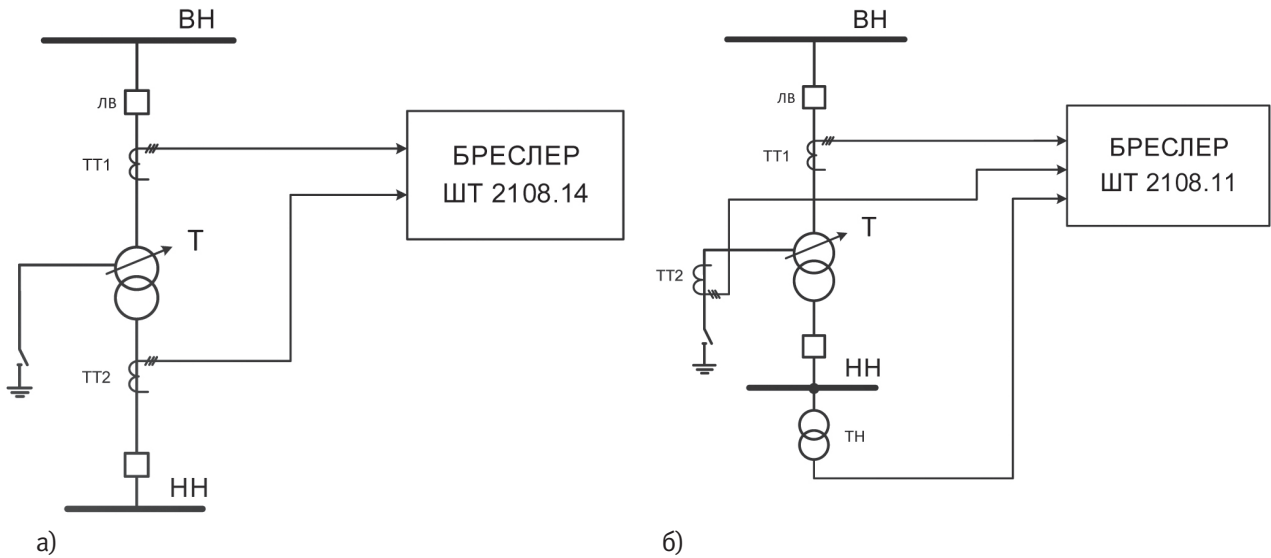 ВН
ЛВ
ТТ1
БРЕСЛЕР
ШТ 2108.14
Т
ТТ2
НН
а)
ВН
ЛВ
ТТ1
БРЕСЛЕР
ШТ 2108.11
Т
ТТ2
НН
ТН
б)